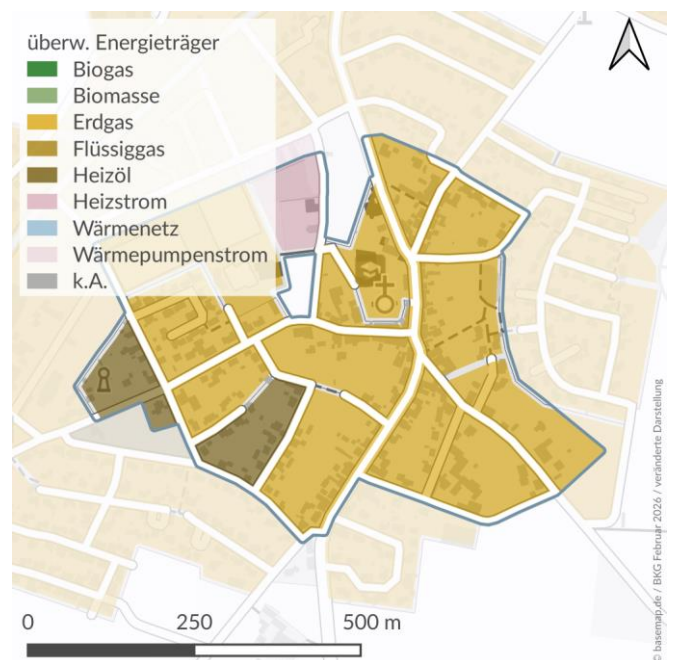 überw. Energieträger
Biogas
Biomasse
Erdgas
Flüssiggas
Heizöl
Heizstrom
Wärmenetz
Wärmepumpenstrom
k.A.
© basemap.de / BKG Februar 2026 / veränderte Darstellung
0 250 500 m